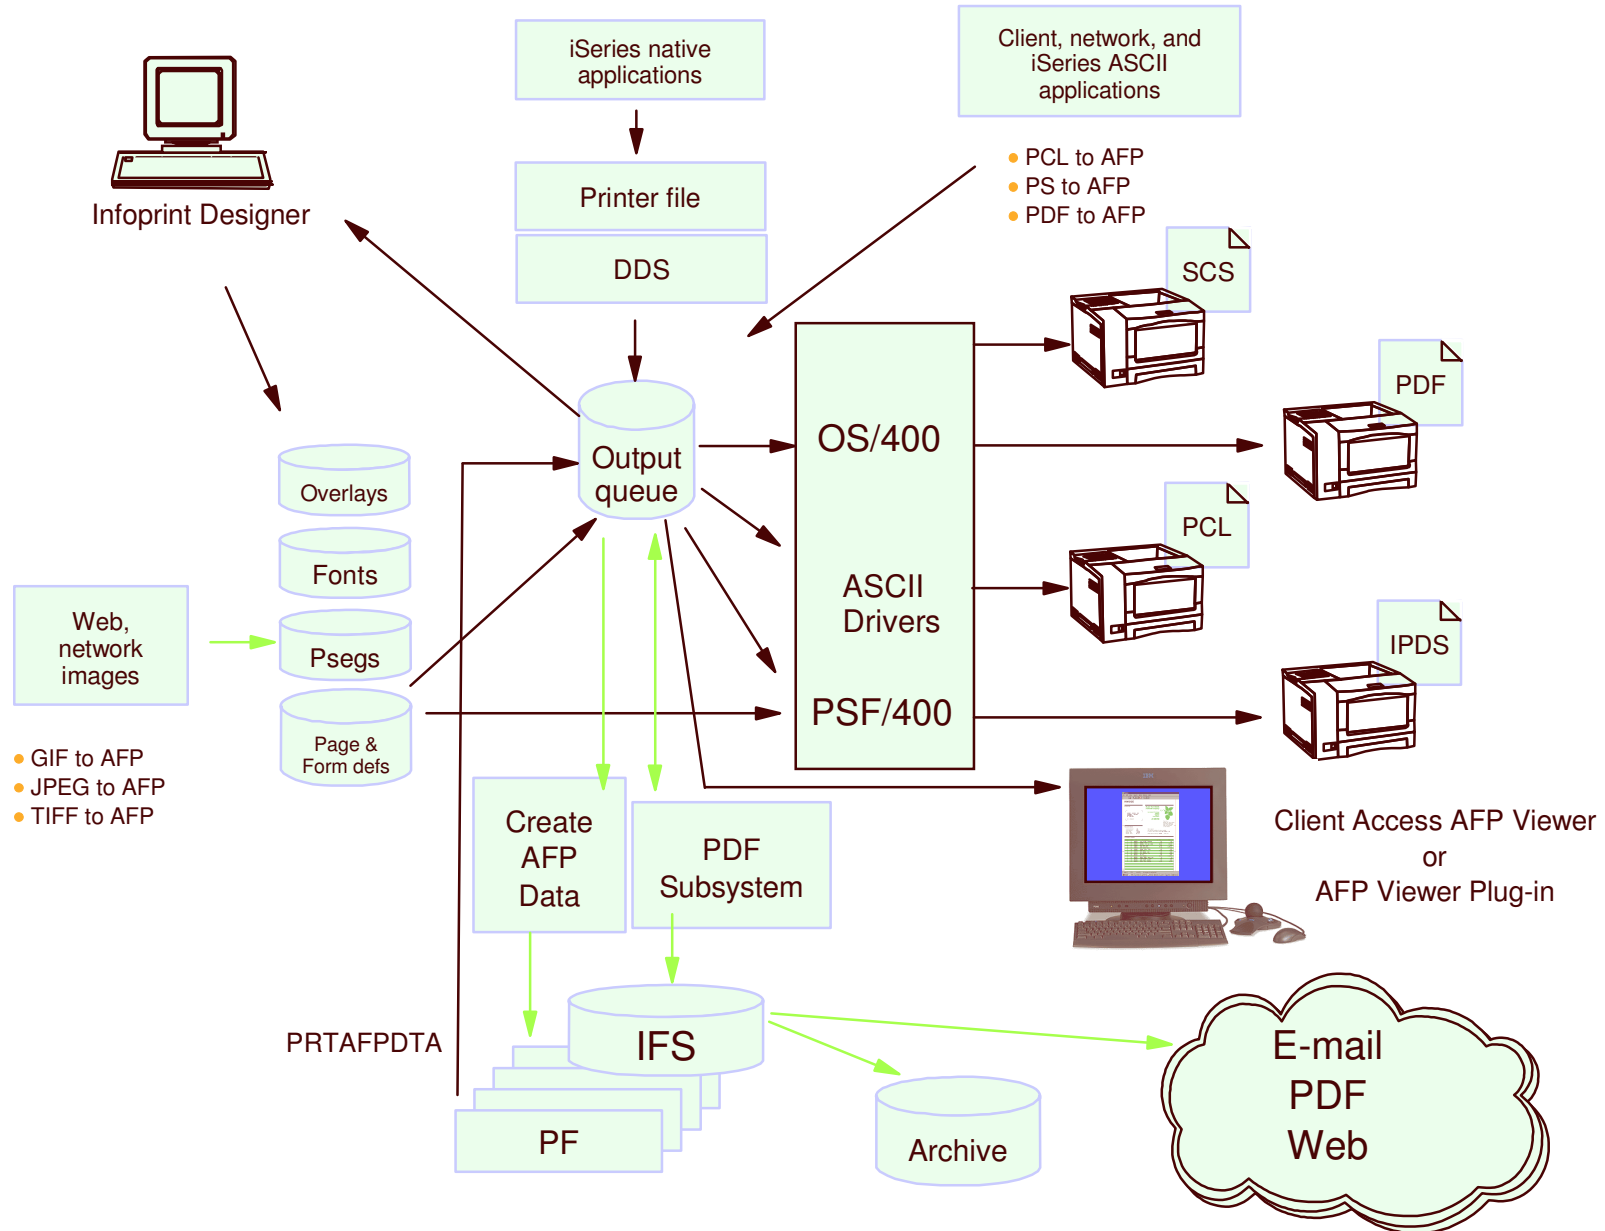 iSeries native
applications
Client, network, and
iSeries ASCII
applications
PCL to AFP
PS to AFP
PDF to AFP
Infoprint Designer
Printer file
DDS
SCS
PDF
OS/400
Output
queue
Overlays
Fonts
Psegs
Page &
Form defs
Web,
network
images
GIF to AFP
JPEG to AFP
TIFF to AFP
PCL
ASCII
Drivers
IPDS
PSF/400
Create
AFP
Data
PDF
Subsystem
Client Access AFP Viewer
or
AFP Viewer Plug-in
PRTAFPDTA
IFS
PF
Archive
E-mail
PDF
Web